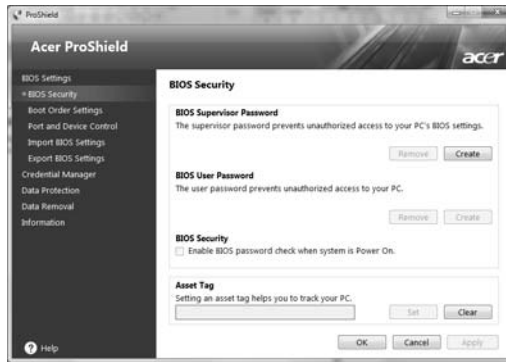 ProShield
Acer ProShield
acer
BIOS Settings
BIOS Security
Boot Order Settings
Port and Device Control
Import BIOS Settings
Export BIOS Settings
Credential Manager
Data Protection
Data Removal
Information
Help
BIOS Security
BIOS Supervisor Password
The supervisor password prevents unauthorized access to your PC's BIOS settings.
Remove Create
BIOS User Password
The user password prevents unauthorized access to your PC.
Remove Create
BIOS Security
Enable BIOS password check when system is Power On.
Asset Tag
Setting an asset tag helps you to track your PC.
Set Clear
OK Cancel Apply